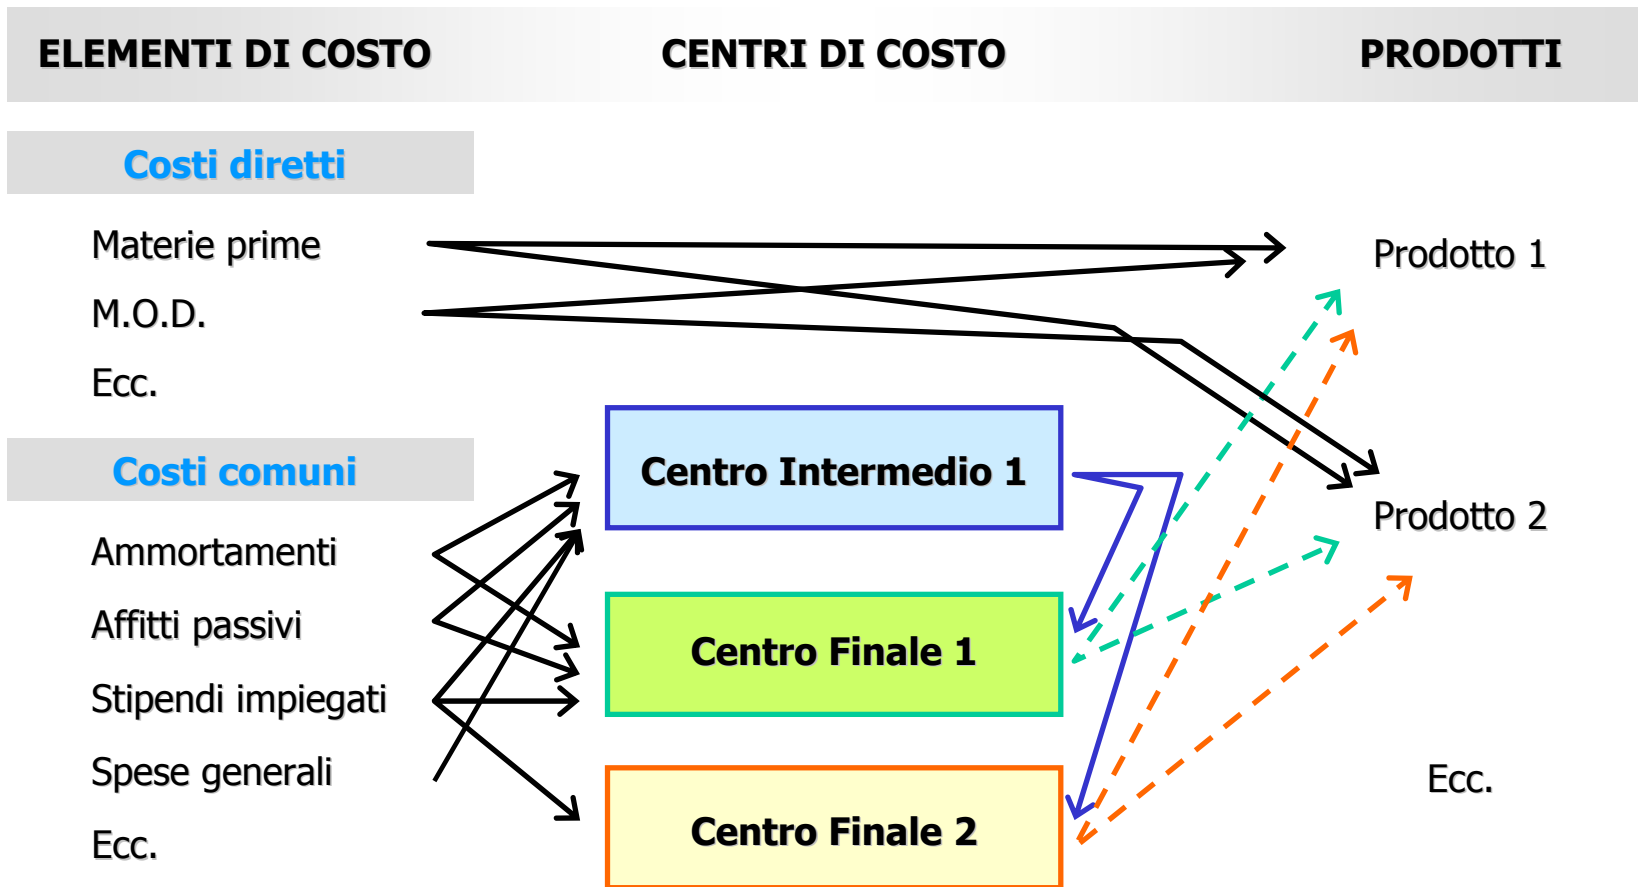 ELEMENTI DI COSTO CENTRI DI COSTO PRODOTTI
Costi diretti
Materie prime
M.O.D.
Ecc.
Costi comuni
Ammortamenti
Affitti passivi
Stipendi impiegati
Spese generali
Ecc.
Centro Intermedio 1
Centro Finale 1
Centro Finale 2
Prodotto 1
Prodotto 2
Ecc.